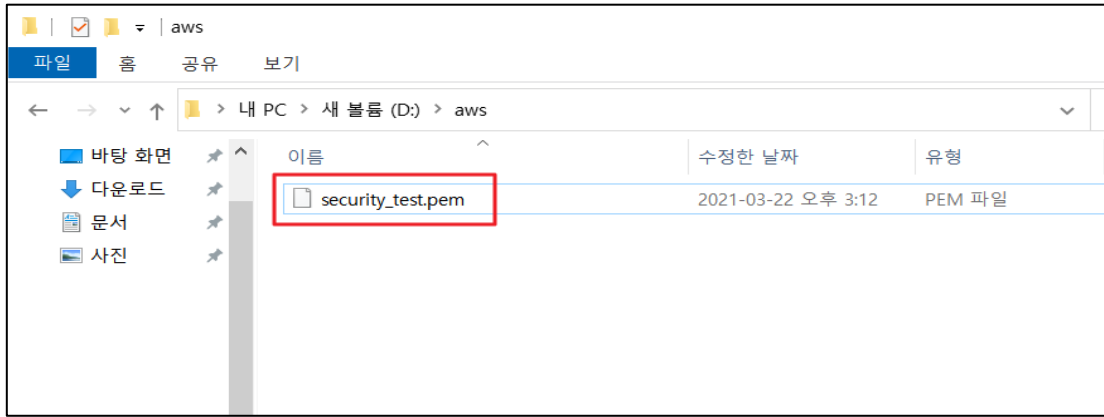 aws
파일 홈 공유 보기
내 PC > 새 볼륨 (D:) > aws
바탕 화면 이름 수정한 날짜 유형
다운로드 security_test.pem 2021-03-22 오후 3:12 PEM 파일
문서
사진